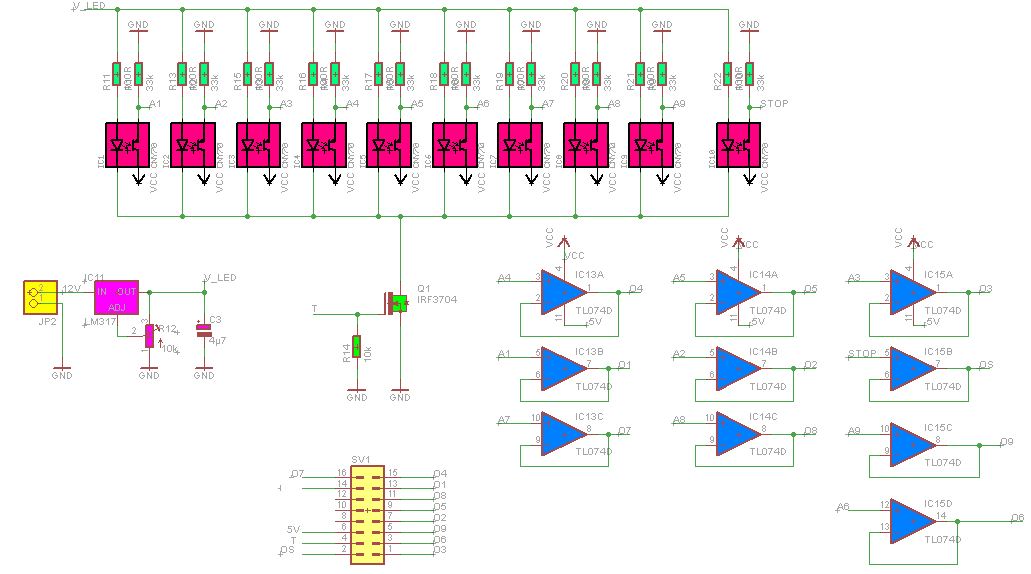 V_LED
GND GND GND GND GND GND GND GND GND GND
R11 33k R13 33k R15 33k R16 33k R17 33k R18 33k R19 33k R20 33k R21 33k R22 33k
A1 A2 A3 A4 A5 A6 A7 A8 A9 STOP
IC1 CNY70 IC2 CNY70 IC3 CNY70 IC4 CNY70 IC5 CNY70 IC6 CNY70 IC7 CNY70 IC8 CNY70 IC9 CNY70 IC10 CNY70
VCC VCC VCC VCC VCC VCC VCC VCC VCC VCC
JP2
2
1
12V
IC11
IN OUT
ADJ
LM317
V_LED
R12
10k
3
2
1
C3
4µ7
GND GND GND
T
R14
10k
Q1
IRF3704
GND GND
VCC
VCC
A4
4
3
2
1
11
IC13A
5V
TL074D
O4
VCC
VCC
A5
4
3
2
1
11
IC14A
5V
TL074D
O5
VCC
VCC
A3
4
3
2
1
11
IC15A
5V
TL074D
O3
A1
5
6
7
IC13B
TL074D
O1
A2
5
6
7
IC14B
TL074D
O2
STOP
5
6
7
IC15B
TL074D
OS
A7
10
9
8
IC13C
TL074D
O7
A8
10
9
8
IC14C
TL074D
O8
A9
10
9
8
IC15C
TL074D
O9
A6
12
13
14
IC15D
TL074D
O6
SV1
O7 16 15 O4
14 13 O1
12 11 O8
10 9 O5
8 7 O2
5V 6 5 O9
T 4 3 O6
OS 2 1 O3